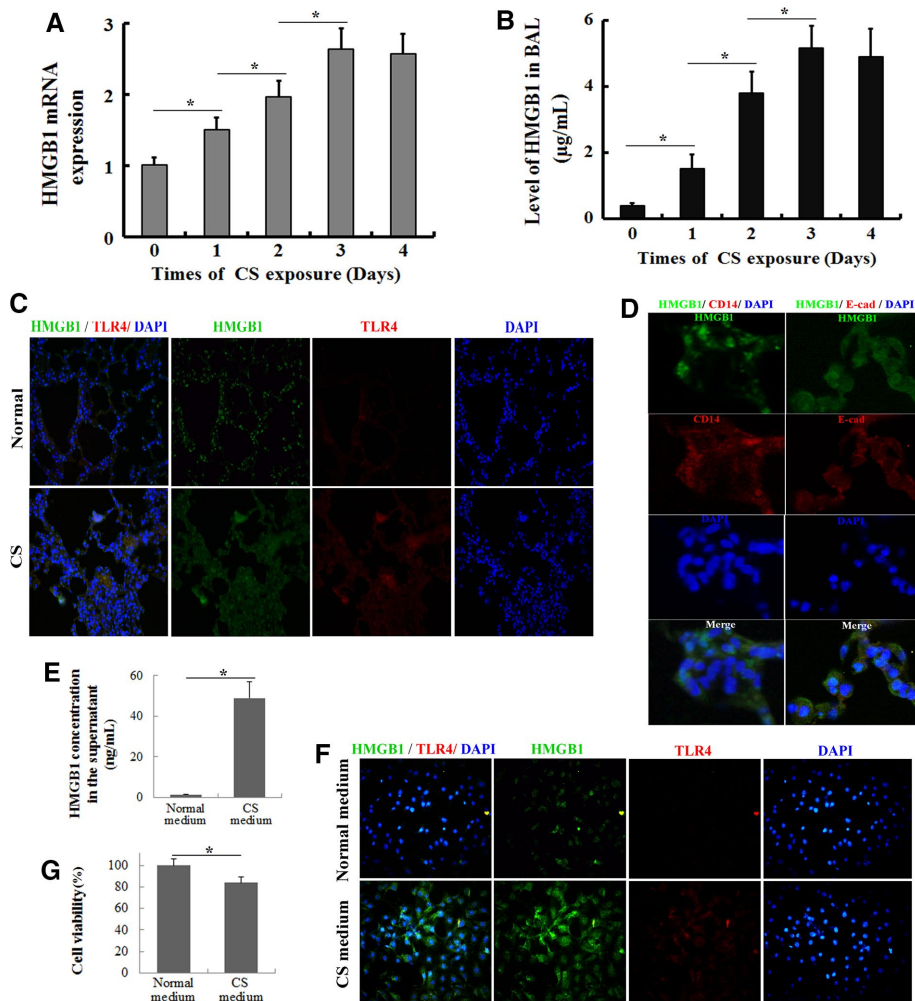 A
HMGB1 mRNA
expression
3
2
1
0
*
*
*
0 1 2 3 4
Times of CS exposure (Days)
B
Level of HMGB1 in BAL
(µg/mL)
6
4
2
0
*
*
*
0 1 2 3 4
Times of CS exposure (Days)
C
HMGB1 / TLR4/ DAPI HMGB1 TLR4 DAPI
Normal
CS
D
HMGB1/ CD14/ DAPI HMGB1/ E-cad / DAPI
HMGB1 HMGB1
CD14 E-cad
DAPI DAPI
Merge Merge
E
HMGB1 concentration
in the supernatant
(ng/mL)
60
40
20
0
*
Normal CS
medium medium
F
HMGB1 / TLR4/ DAPI HMGB1 TLR4 DAPI
Normal medium
CS medium
G
Cell viability(%)
100
80
60
40
20
0
*
Normal CS
medium medium